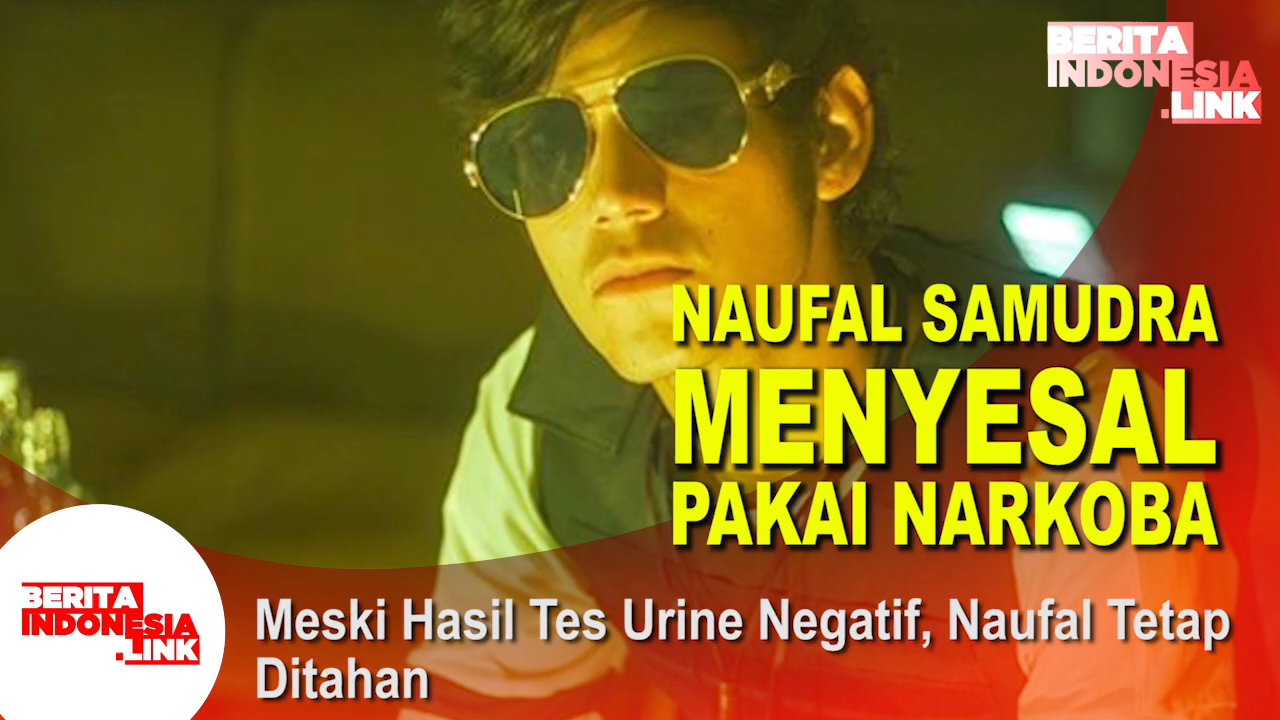 BERITA
INDONESIA
.LINK
NAUFAL SAMUDRA
MENYESAL
PAKAI NARKOBA
BERITA
INDONESIA
.LINK
Meski Hasil Tes Urine Negatif, Naufal Tetap
Ditahan